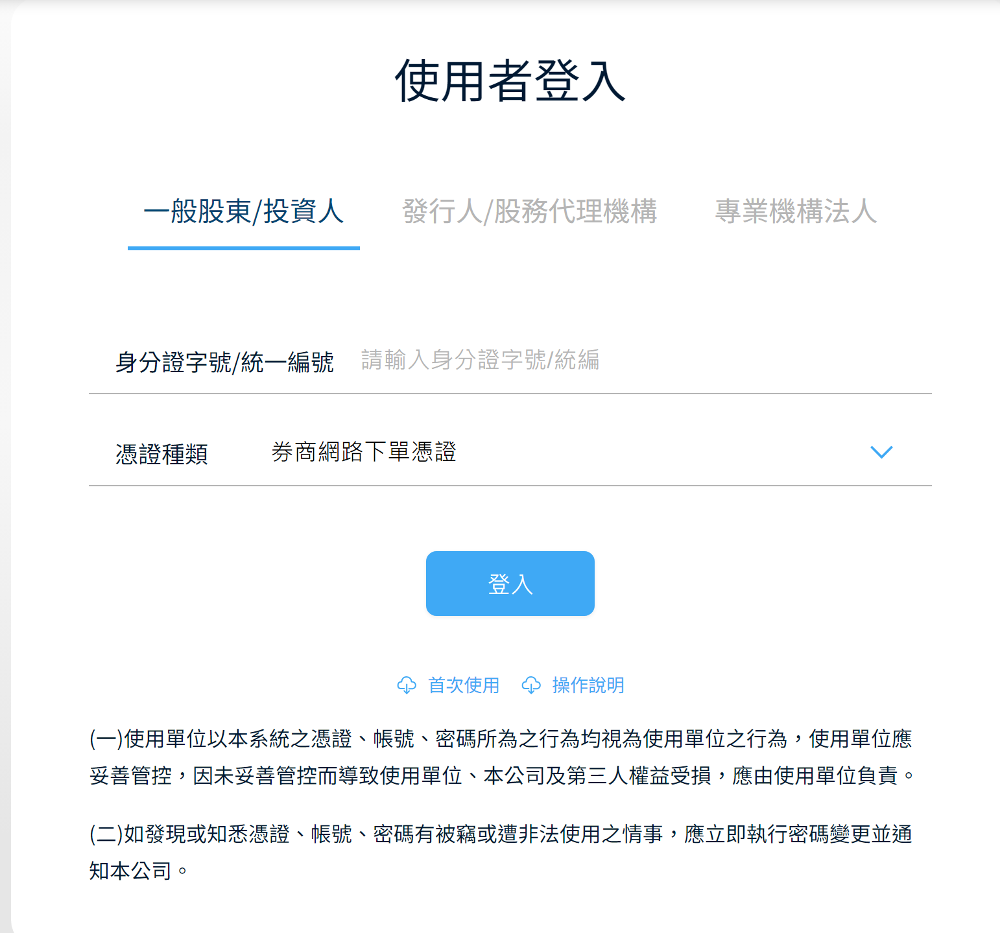 使用者登入
一般股東/投資人 發行人/股務代理機構 專業機構法人
身分證字號/統一編號 請輸入身分證字號/統編
憑證種類 券商網路下單憑證
登入
首次使用 操作說明
(一)使用單位以本系統之憑證、帳號、密碼所為之行為均視為使用單位之行為，使用單位應
妥善管控，因未妥善管控而導致使用單位、本公司及第三人權益受損，應由使用單位負責。
(二)如發現或知悉憑證、帳號、密碼有被竊或遭非法使用之情事，應立即執行密碼變更並通
知本公司。